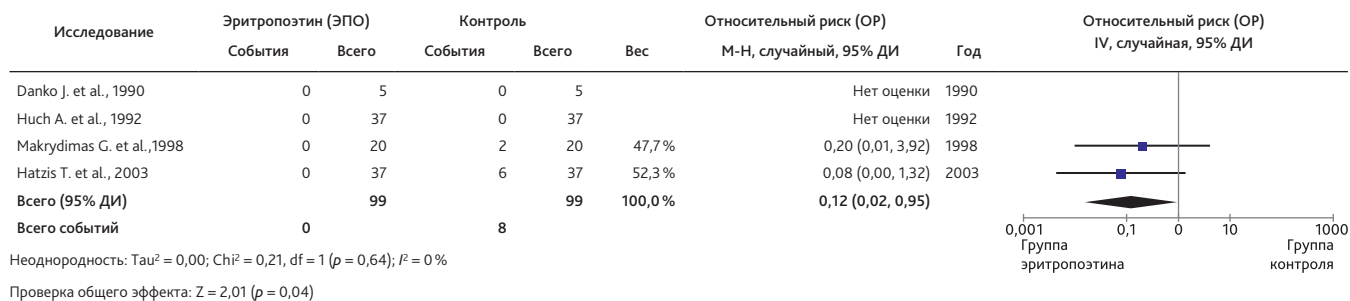 Исследование Эритропоэтин (ЭПО) Контроль Относительный риск (ОР) Относительный риск (ОР)
События Всего События Всего Вес М-Н, случайный, 95% ДИ Год IV, случайная, 95% ДИ
Danko J. et al., 1990 0 5 0 5 Нет оценки 1990
Huch A. et al., 1992 0 37 0 37 Нет оценки 1992
Makrydimas G. et al.,1998 0 20 2 20 47,7% 0,20 (0,01, 3,92) 1998
Hatzis T. et al., 2003 0 37 6 37 52,3% 0,08 (0,00, 1,32) 2003
Всего (95% ДИ) 99 99 100,0% 0,12 (0,02, 0,95)
Всего событий 0 8
0,001 0,1 0 10 1000
Группа эритропоэтина
Группа контроля
Неоднородность: Tau² = 0,00; Chi² = 0,21, df = 1 (p = 0,64); I² = 0%
Проверка общего эффекта: Z = 2,01 (p = 0,04)